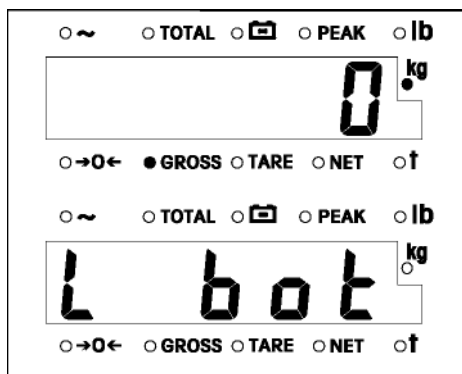 ~ TOTAL PEAK lb
0 kg
→0← GROSS TARE NET t
~ TOTAL PEAK lb
L bot kg
→0← GROSS TARE NET t